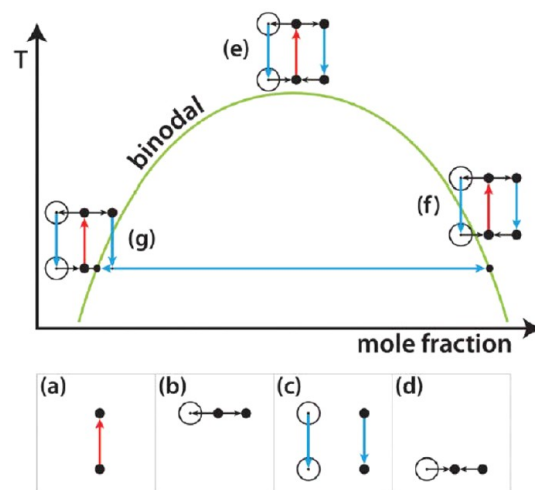 (e)
T
binodal
(f)
(g)
mole fraction
(a) (b) (c) (d)